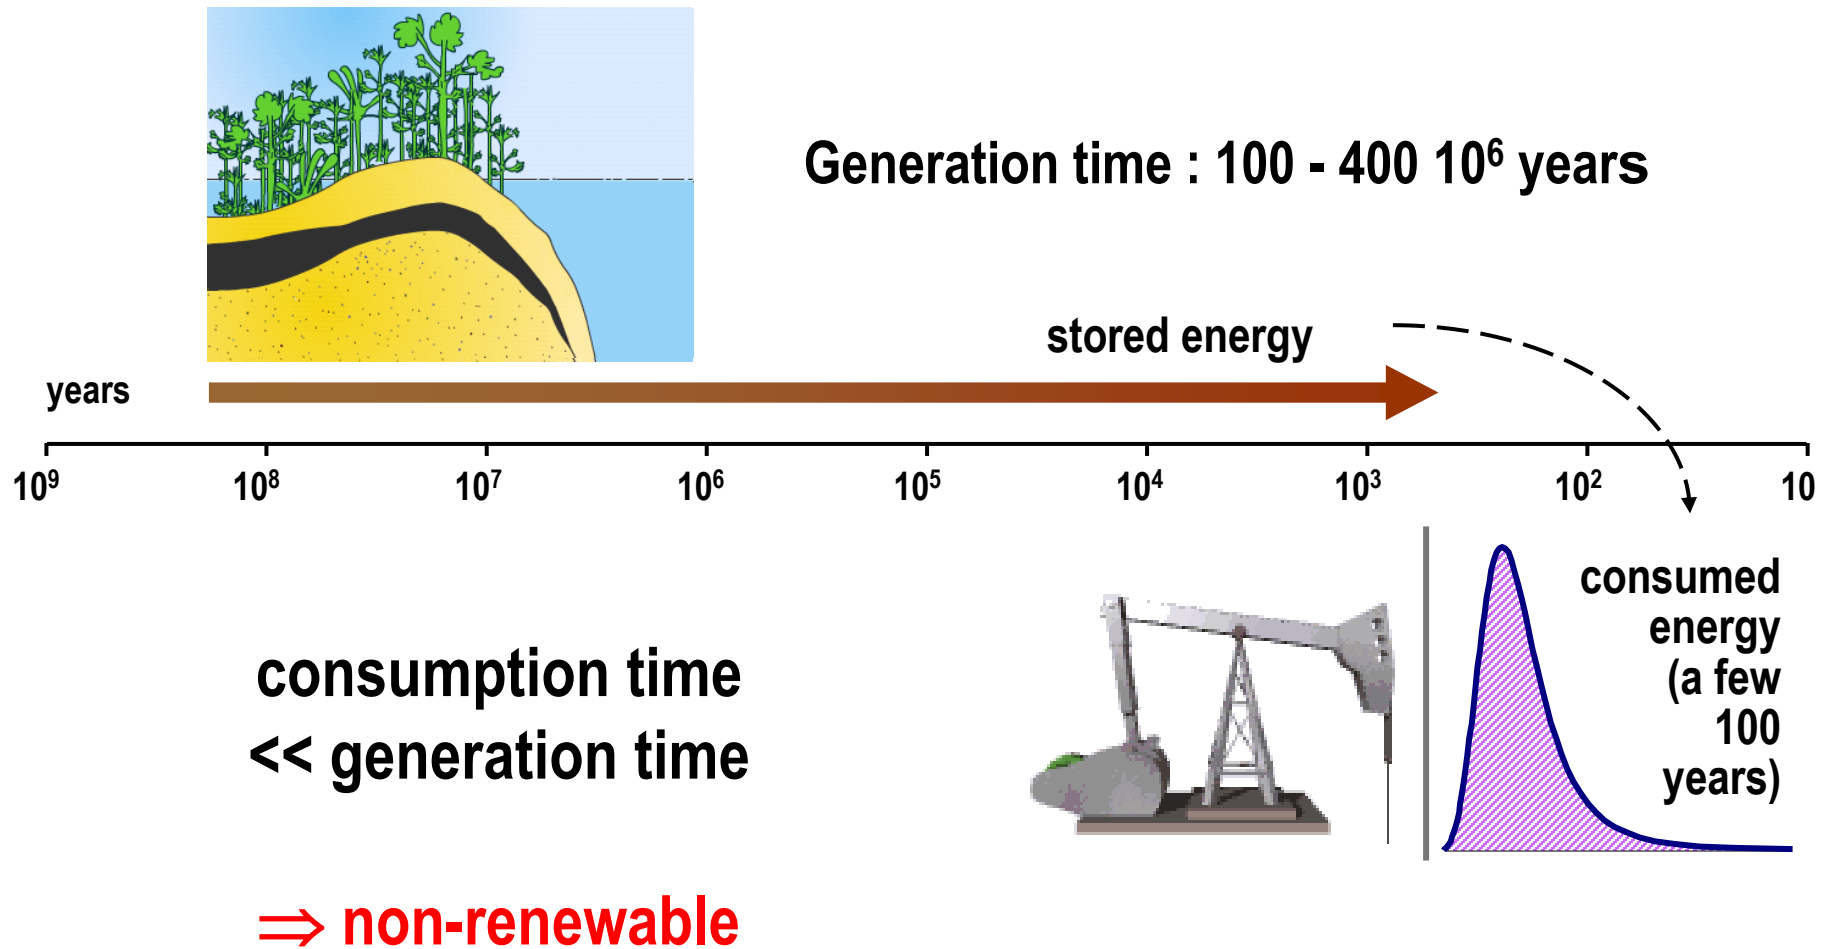 Generation time : 100 - 400 10⁶ years
stored energy
years
10⁹ 10⁸ 10⁷ 10⁶ 10⁵ 10⁴ 10³ 10² 10
consumed
energy
(a few
100
years)
consumption time
<< generation time
⇒ non-renewable